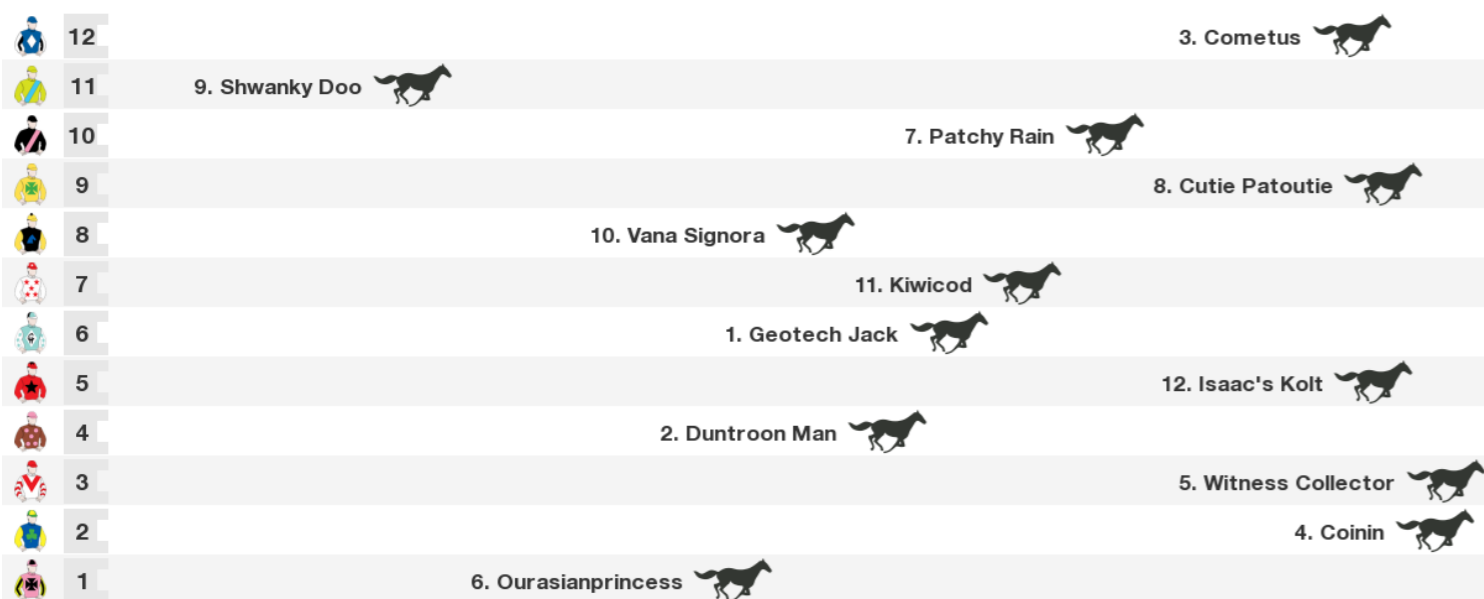 12 3. Cometus
11 9. Shwanky Doo
10 7. Patchy Rain
9 8. Cutie Patoutie
8 10. Vana Signora
7 11. Kiwicod
6 1. Geotech Jack
5 12. Isaac's Kolt
4 2. Duntroon Man
3 5. Witness Collector
2 4. Coinin
1 6. Ourasianprincess